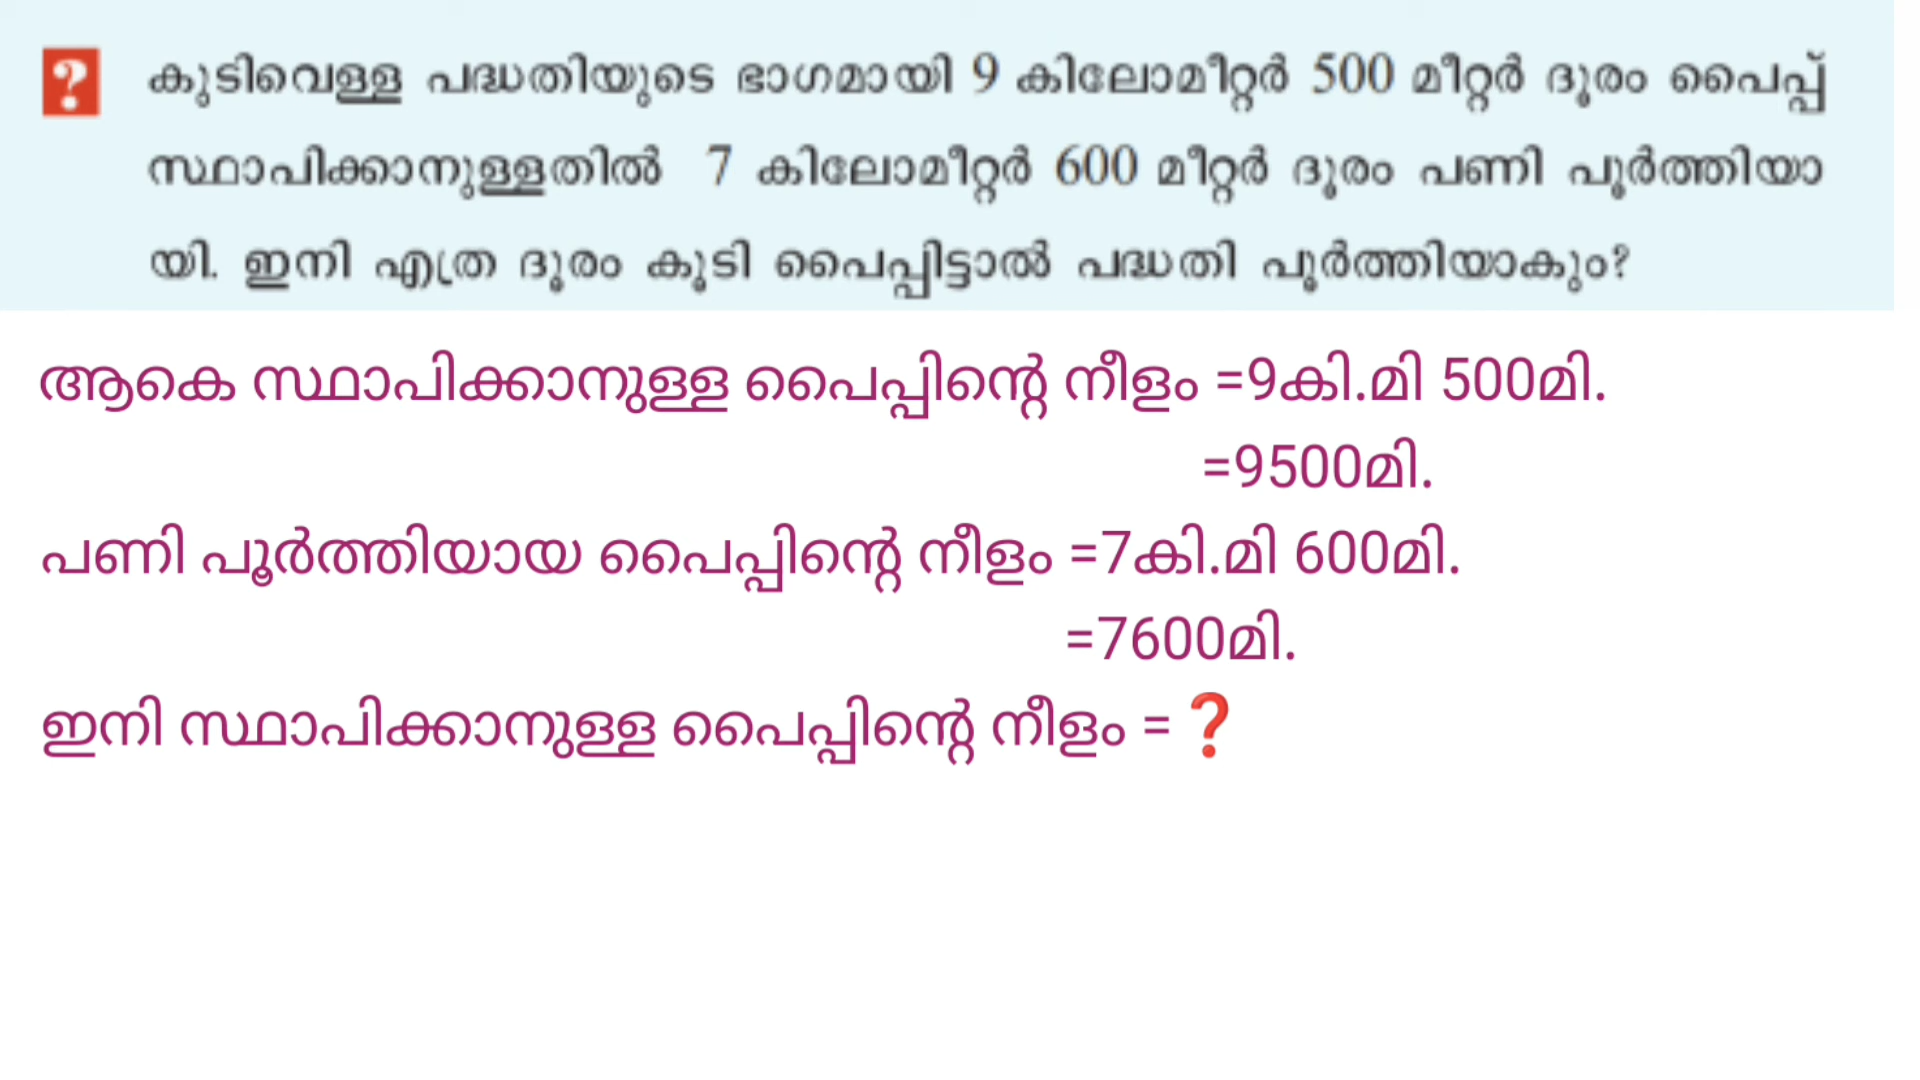 ? കുടിവെള്ള പദ്ധതിയുടെ ഭാഗമായി 9 കിലോമീറ്റർ 500 മീറ്റർ ദൂരം പൈപ്പ്
സ്ഥാപിക്കാനുള്ളതിൽ 7 കിലോമീറ്റർ 600 മീറ്റർ ദൂരം പണി പൂർത്തിയാ
യി. ഇനി എത്ര ദൂരം കൂടി പൈപ്പിട്ടാൽ പദ്ധതി പൂർത്തിയാകും?
ആകെ സ്ഥാപിക്കാനുള്ള പൈപ്പിന്റെ നീളം =9കി.മി 500മി.
=9500മി.
പണി പൂർത്തിയായ പൈപ്പിന്റെ നീളം =7കി.മി 600മി.
=7600മി.
ഇനി സ്ഥാപിക്കാനുള്ള പൈപ്പിന്റെ നീളം = ❓